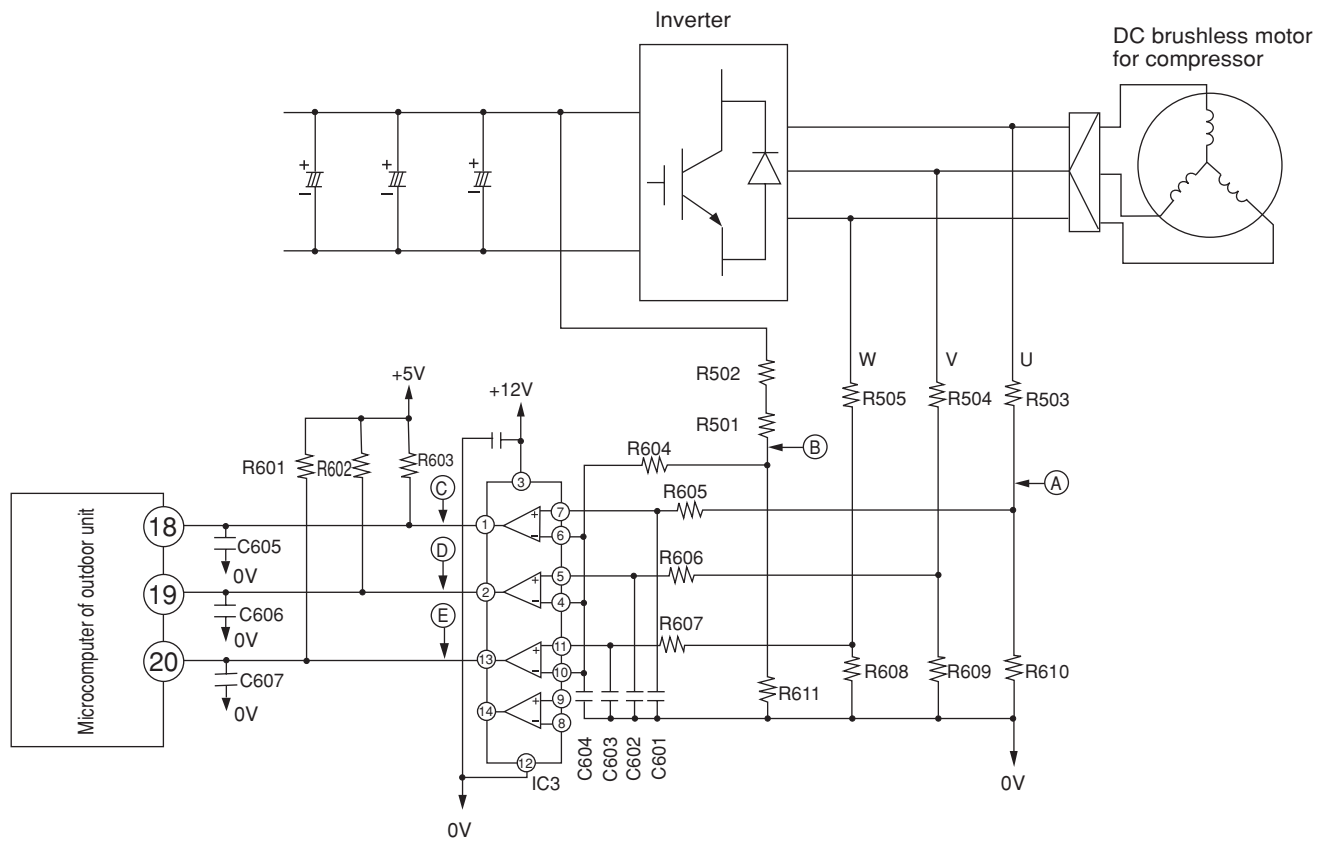 Inverter
DC brushless motor
for compressor
+
-
+
-
+
-
W
V
U
R502
R505
R504
R503
+5V
+12V
R501
B
R604
A
R601
R602
R603
C
3
R605
Microcomputer of outdoor unit
18
1
+
-
7
6
C605
0V
D
R606
19
2
+
-
5
4
C606
0V
E
R607
20
13
+
-
11
10
C607
0V
R608
R609
R610
R611
14
+
-
9
8
12
IC3
C604
C603
C602
C601
0V
0V